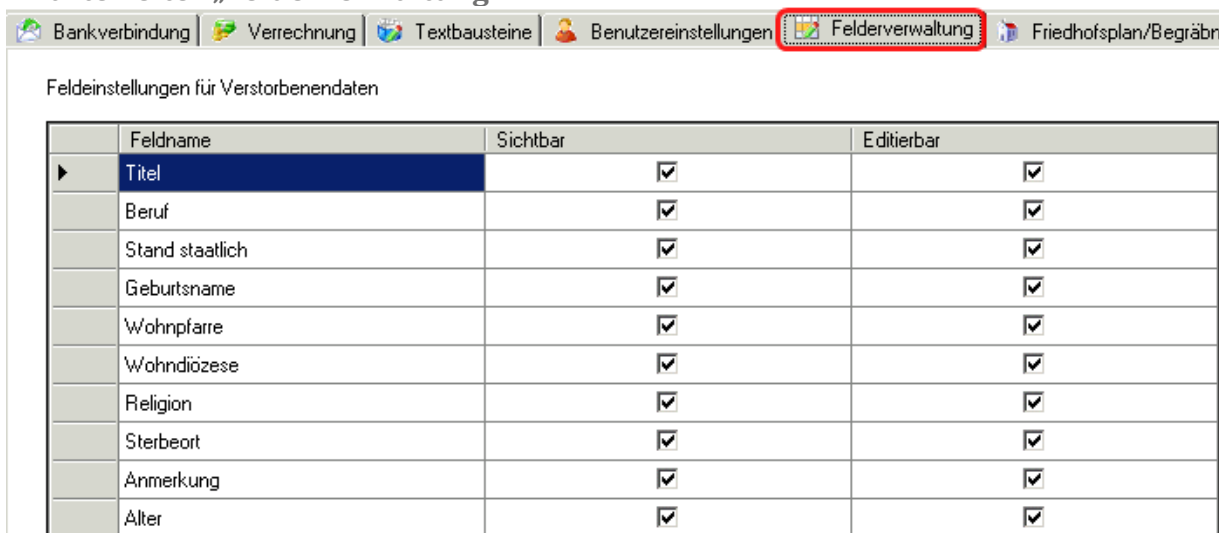 Bankverbindung Verrechnung Textbausteine Benutzereinstellungen Felderverwaltung Friedhofsplan/Begräbn
Feldeinstellungen für Verstorbenendaten
Feldname Sichtbar Editierbar
Titel
Beruf
Stand staatlich
Geburtsname
Wohnpfarre
Wohndiözese
Religion
Sterbeort
Anmerkung
Alter